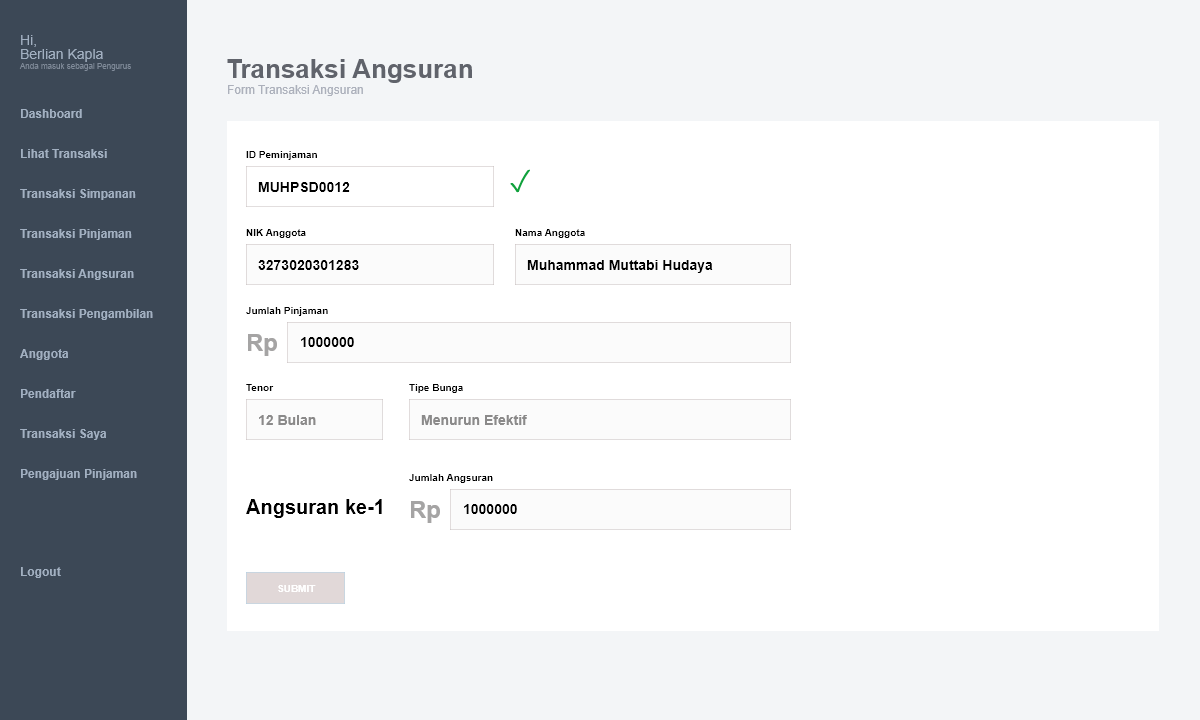 Hi,
Berlian Kapla
Anda masuk sebagai Pengurus
Dashboard
Lihat Transaksi
Transaksi Simpanan
Transaksi Pinjaman
Transaksi Angsuran
Transaksi Pengambilan
Anggota
Pendaftar
Transaksi Saya
Pengajuan Pinjaman
Logout
Transaksi Angsuran
Form Transaksi Angsuran
ID Peminjaman
MUHPSD0012
NIK Anggota
3273020301283
Nama Anggota
Muhammad Muttabi Hudaya
Jumlah Pinjaman
Rp 1000000
Tenor
12 Bulan
Tipe Bunga
Menurun Efektif
Angsuran ke-1
Jumlah Angsuran
Rp 1000000
SUBMIT